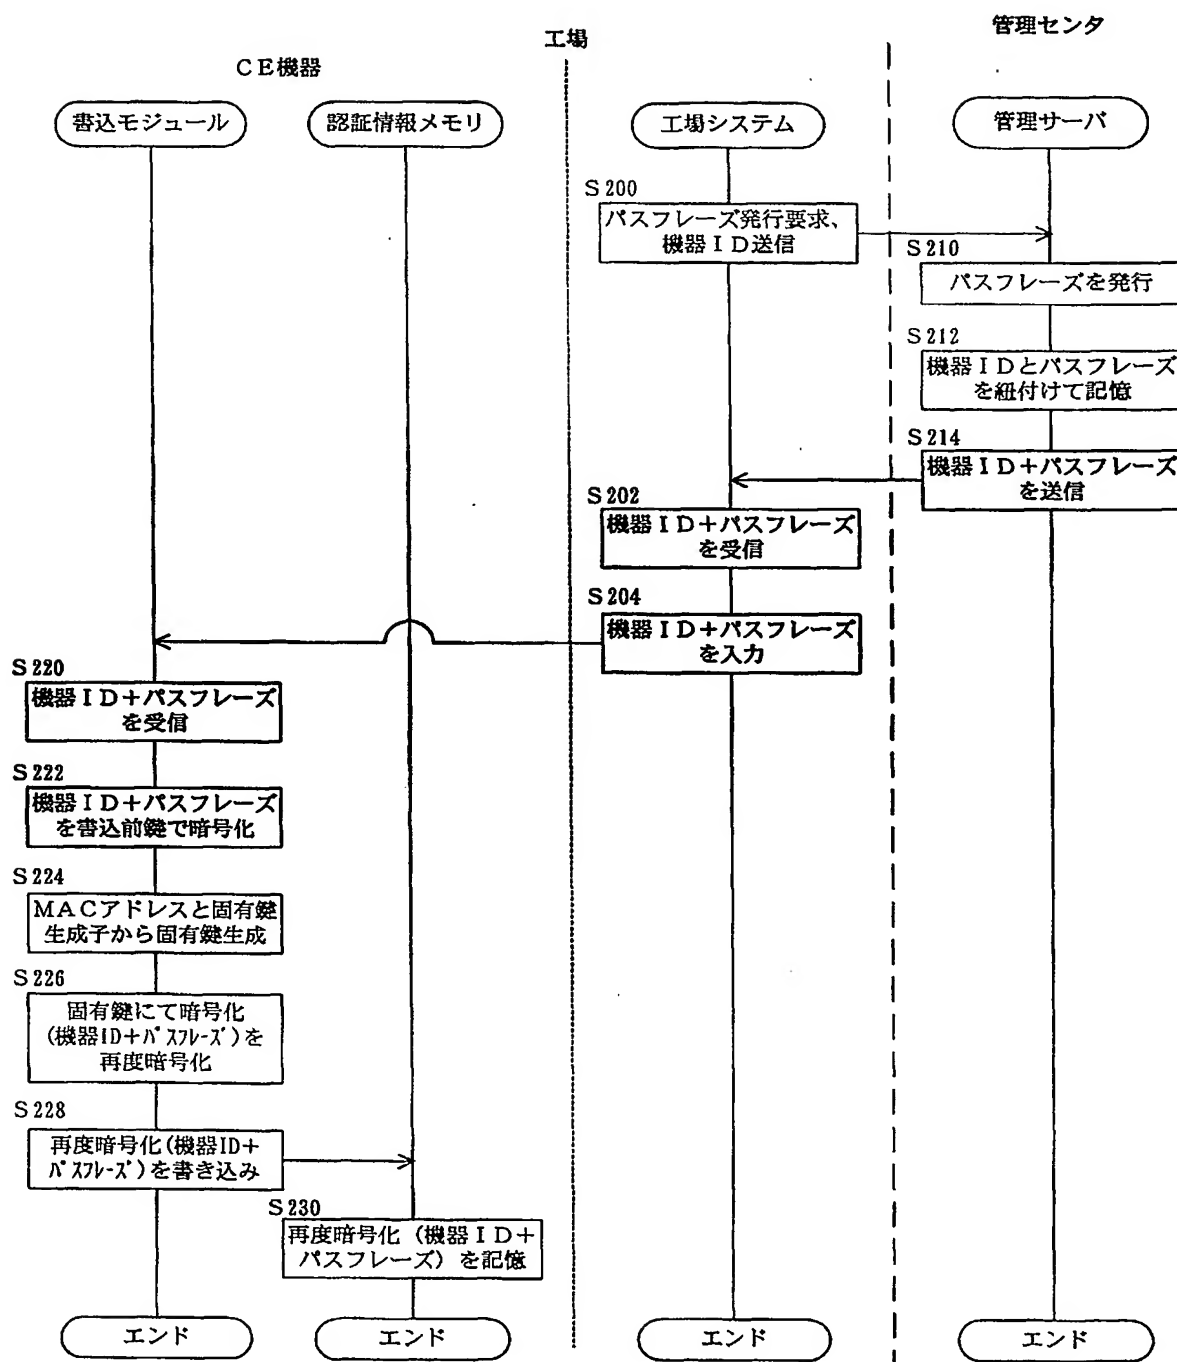 工場
管理センタ
CE機器
書込モジュール
認証情報メモリ
工場システム
管理サーバ
S200
パスフレーズ発行要求、
機器ID送信
S210
パスフレーズを発行
S212
機器IDとパスフレーズ
を紐付けて記憶
S214
機器ID+パスフレーズ
を送信
S202
機器ID+パスフレーズ
を受信
S204
機器ID+パスフレーズ
を入力
S220
機器ID+パスフレーズ
を受信
S222
機器ID+パスフレーズ
を書込前鍵で暗号化
S224
MACアドレスと固有鍵
生成子から固有鍵生成
S226
固有鍵にて暗号化
(機器ID+パスフレーズ)を
再度暗号化
S228
再度暗号化(機器ID+
パスフレーズ)を書き込み
S230
再度暗号化(機器ID+
パスフレーズ)を記憶
エンド
エンド
エンド
エンド